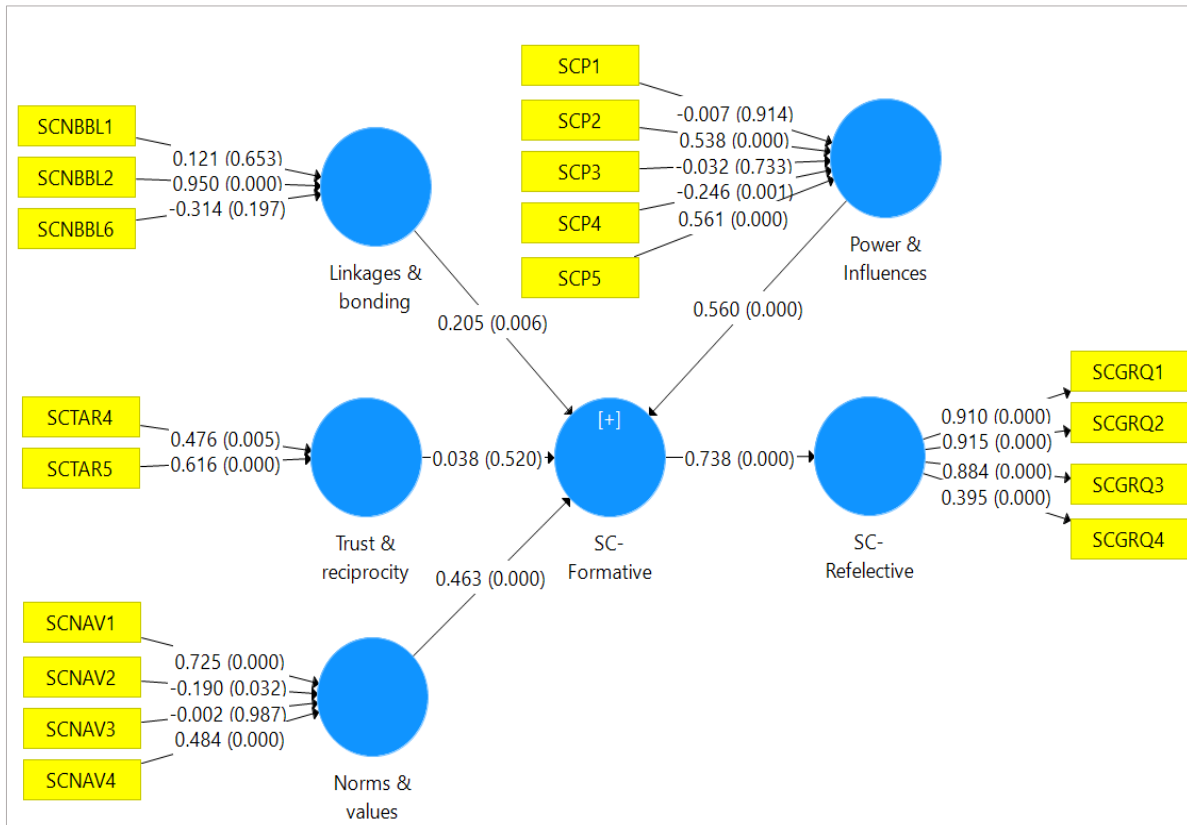 SCNBBL1
SCNBBL2
SCNBBL6
0.121 (0.653)
0.950 (0.000)
-0.314 (0.197)
Linkages &
bonding
0.205 (0.006)
SCP1
SCP2
SCP3
SCP4
SCP5
-0.007 (0.914)
0.538 (0.000)
-0.032 (0.733)
-0.246 (0.001)
0.561 (0.000)
Power &
Influences
0.560 (0.000)
SCTAR4
SCTAR5
0.476 (0.005)
0.616 (0.000)
Trust &
reciprocity
0.038 (0.520)
[+]
SC-
Formative
0.738 (0.000)
SC-
Refelective
0.910 (0.000)
0.915 (0.000)
0.884 (0.000)
0.395 (0.000)
SCGRQ1
SCGRQ2
SCGRQ3
SCGRQ4
0.463 (0.000)
SCNAV1
SCNAV2
SCNAV3
SCNAV4
0.725 (0.000)
-0.190 (0.032)
-0.002 (0.987)
0.484 (0.000)
Norms &
values